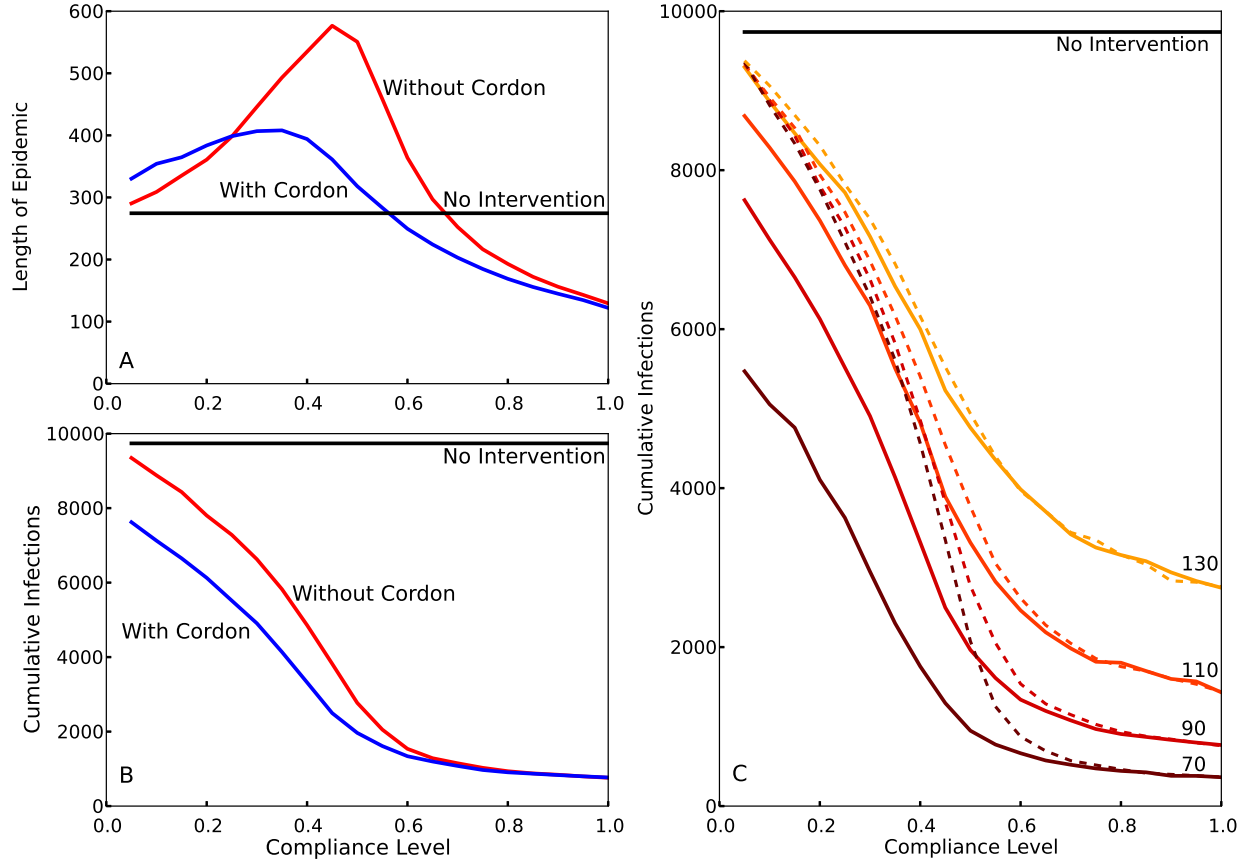 600
500
400
300
200
100
0
Length of Epidemic
Without Cordon
With Cordon
No Intervention
A
0.0 0.2 0.4 0.6 0.8 1.0
10000
8000
6000
4000
2000
0
Cumulative Infections
No Intervention
Without Cordon
With Cordon
B
0.0 0.2 0.4 0.6 0.8 1.0
Compliance Level
10000
8000
6000
4000
2000
0
Cumulative Infections
No Intervention
130
110
90
70
C
0.0 0.2 0.4 0.6 0.8 1.0
Compliance Level